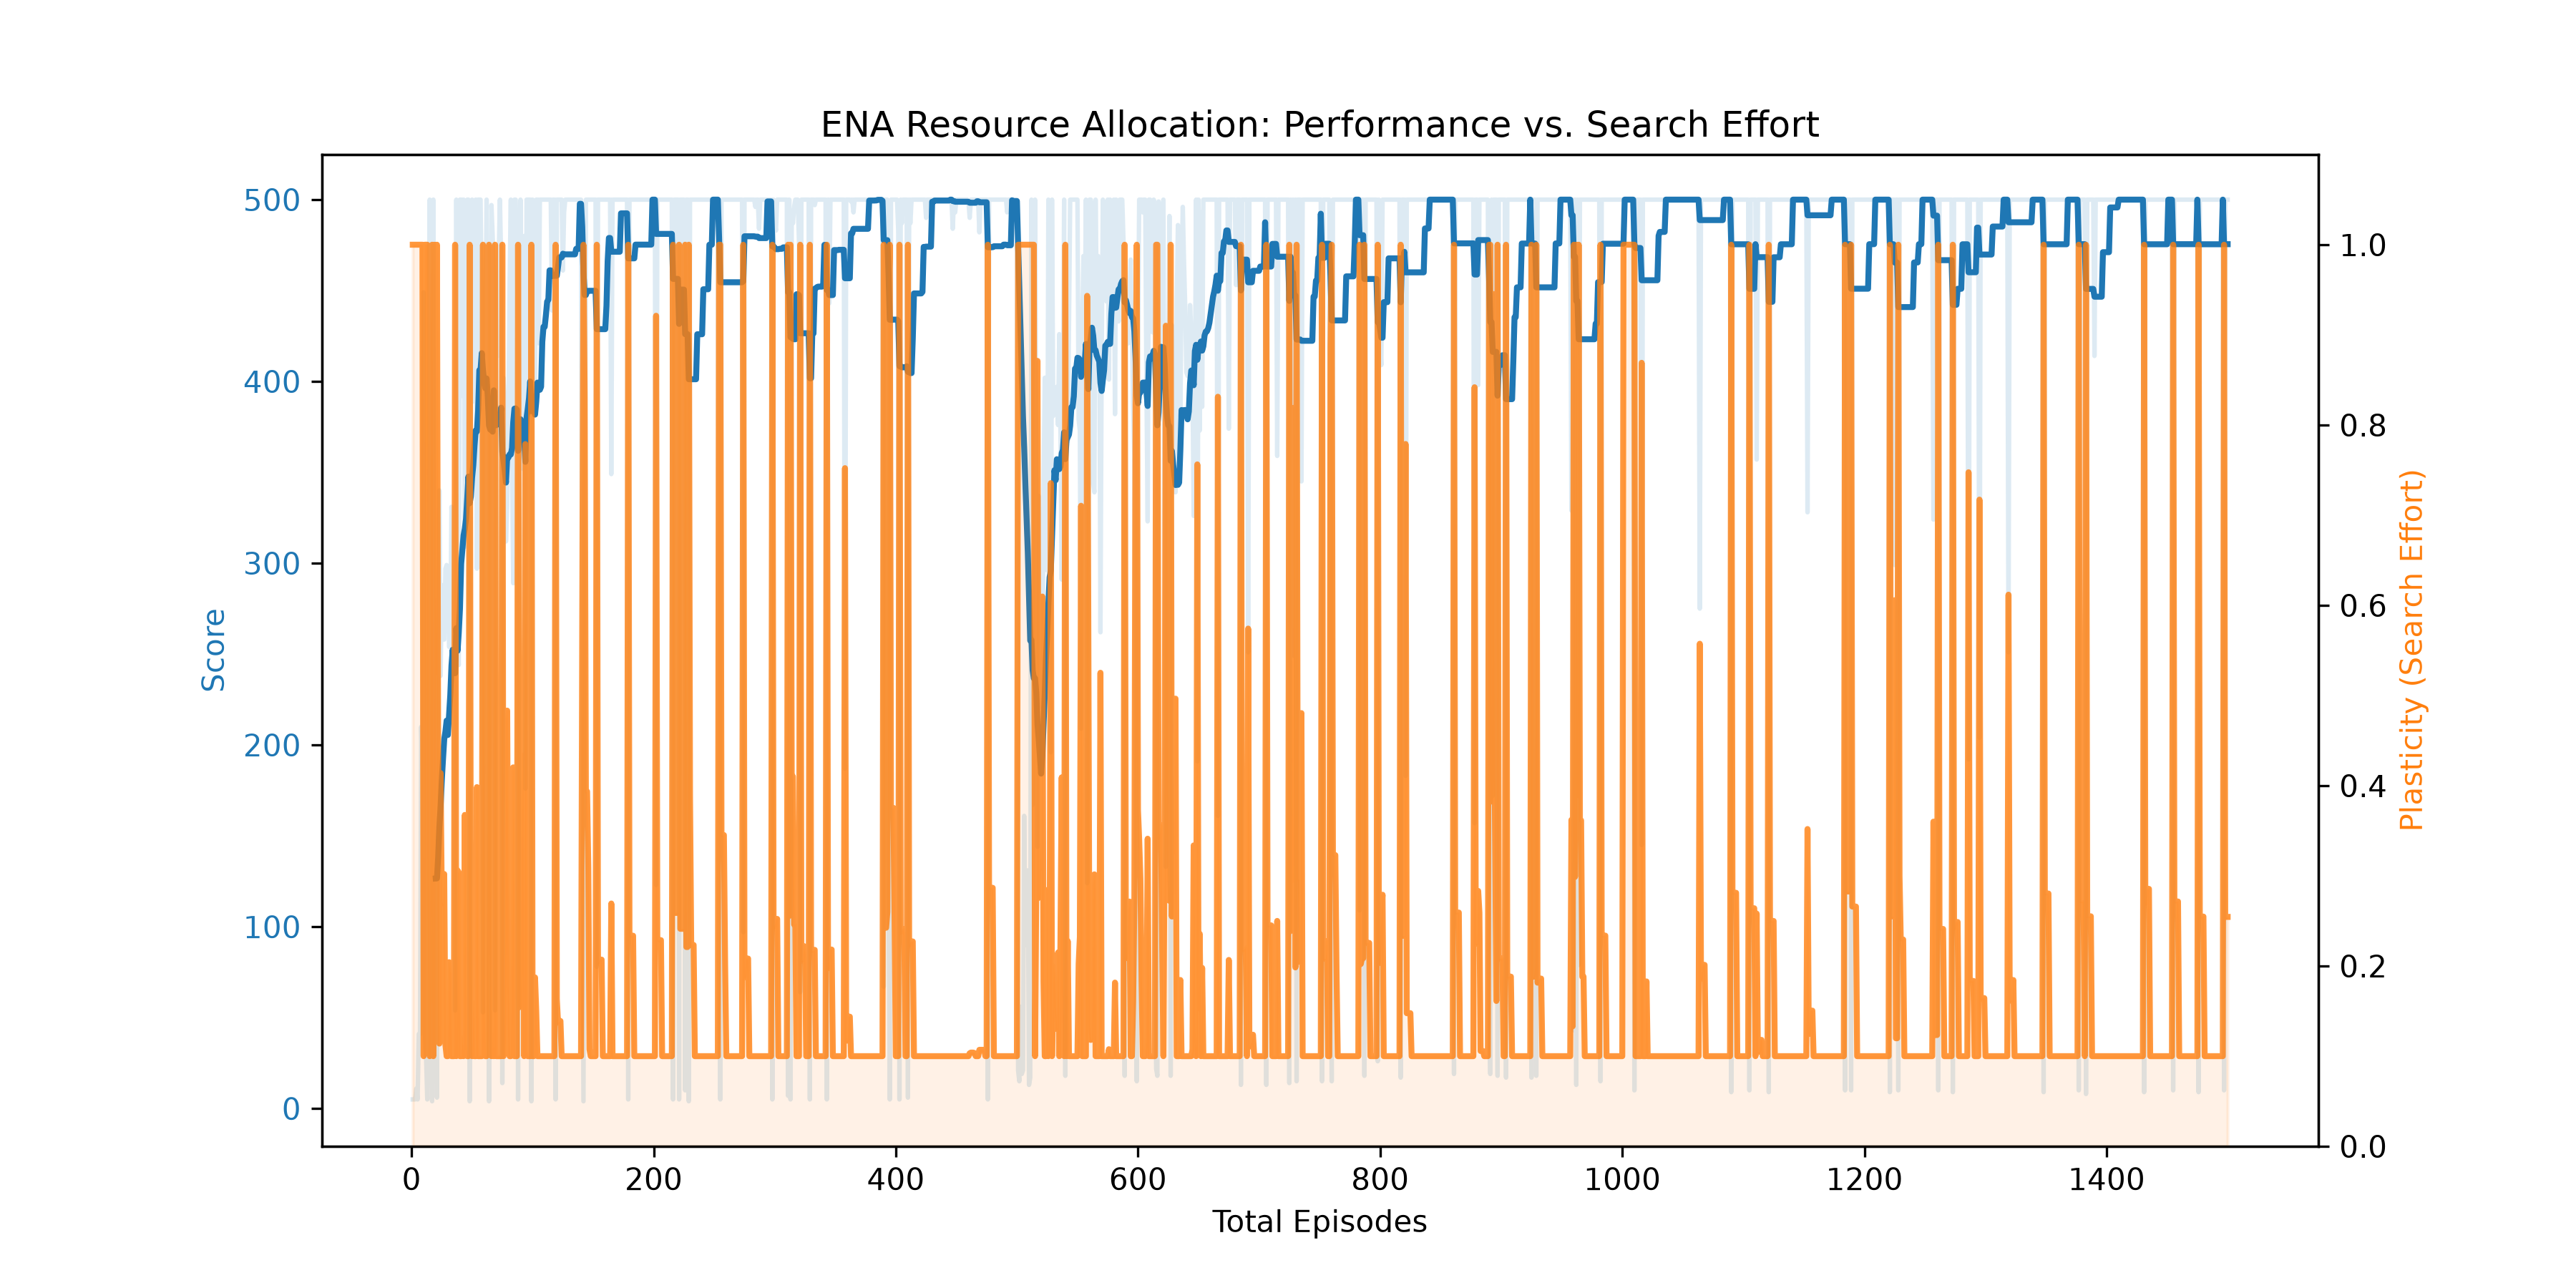 ENA Resource Allocation: Performance vs. Search Effort
500
400
300
200
100
0
Score
1.0
0.8
0.6
0.4
0.2
0.0
Plasticity (Search Effort)
0 200 400 600 800 1000 1200 1400
Total Episodes